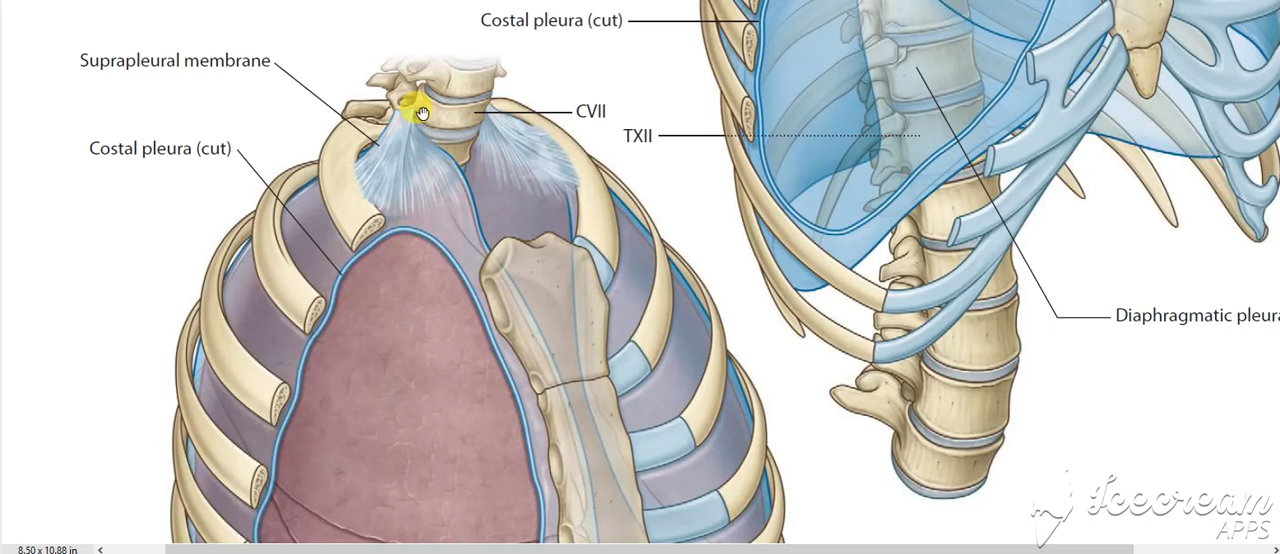 Costal pleura (cut)
Suprapleural membrane
CVII
TXII
Costal pleura (cut)
Diaphragmatic pleura
Icecream
APPS
8.50 x 10.88 in